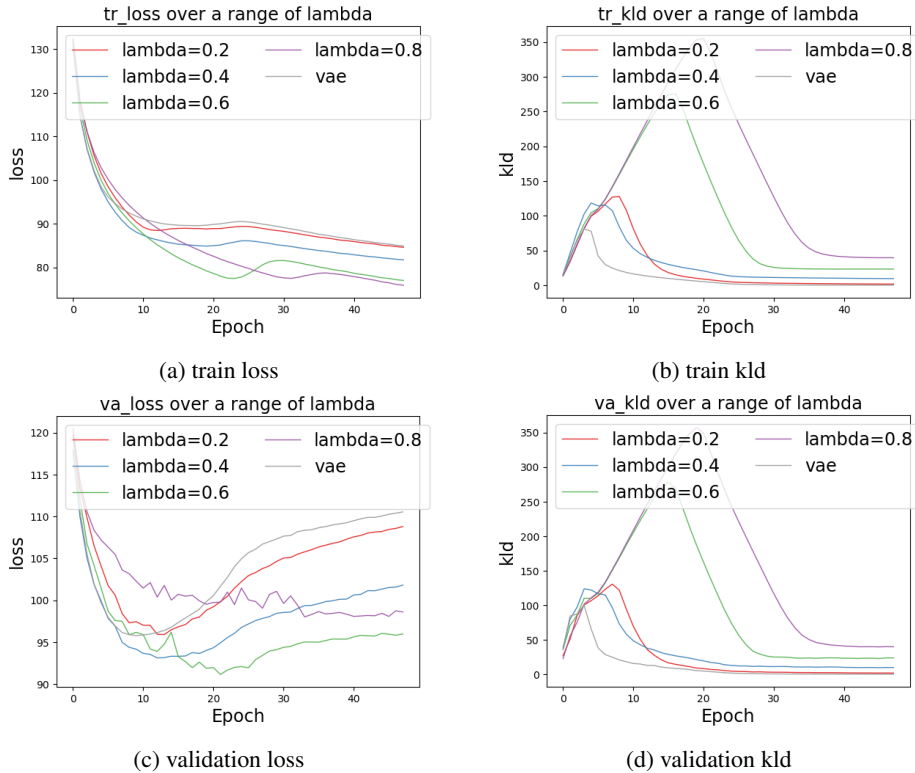 tr_loss over a range of lambda
lambda=0.2
lambda=0.4
lambda=0.6
lambda=0.8
vae
130
120
110
100
90
80
loss
0
10
20
30
40
Epoch
(a) train loss
tr_kld over a range of lambda
lambda=0.2
lambda=0.4
lambda=0.6
lambda=0.8
vae
350
300
250
200
150
100
50
0
kld
0
10
20
30
40
Epoch
(b) train kld
va_loss over a range of lambda
lambda=0.2
lambda=0.4
lambda=0.6
lambda=0.8
vae
120
115
110
105
100
95
90
loss
0
10
20
30
40
Epoch
(c) validation loss
va_kld over a range of lambda
lambda=0.2
lambda=0.4
lambda=0.6
lambda=0.8
vae
350
300
250
200
150
100
50
0
kld
0
10
20
30
40
Epoch
(d) validation kld